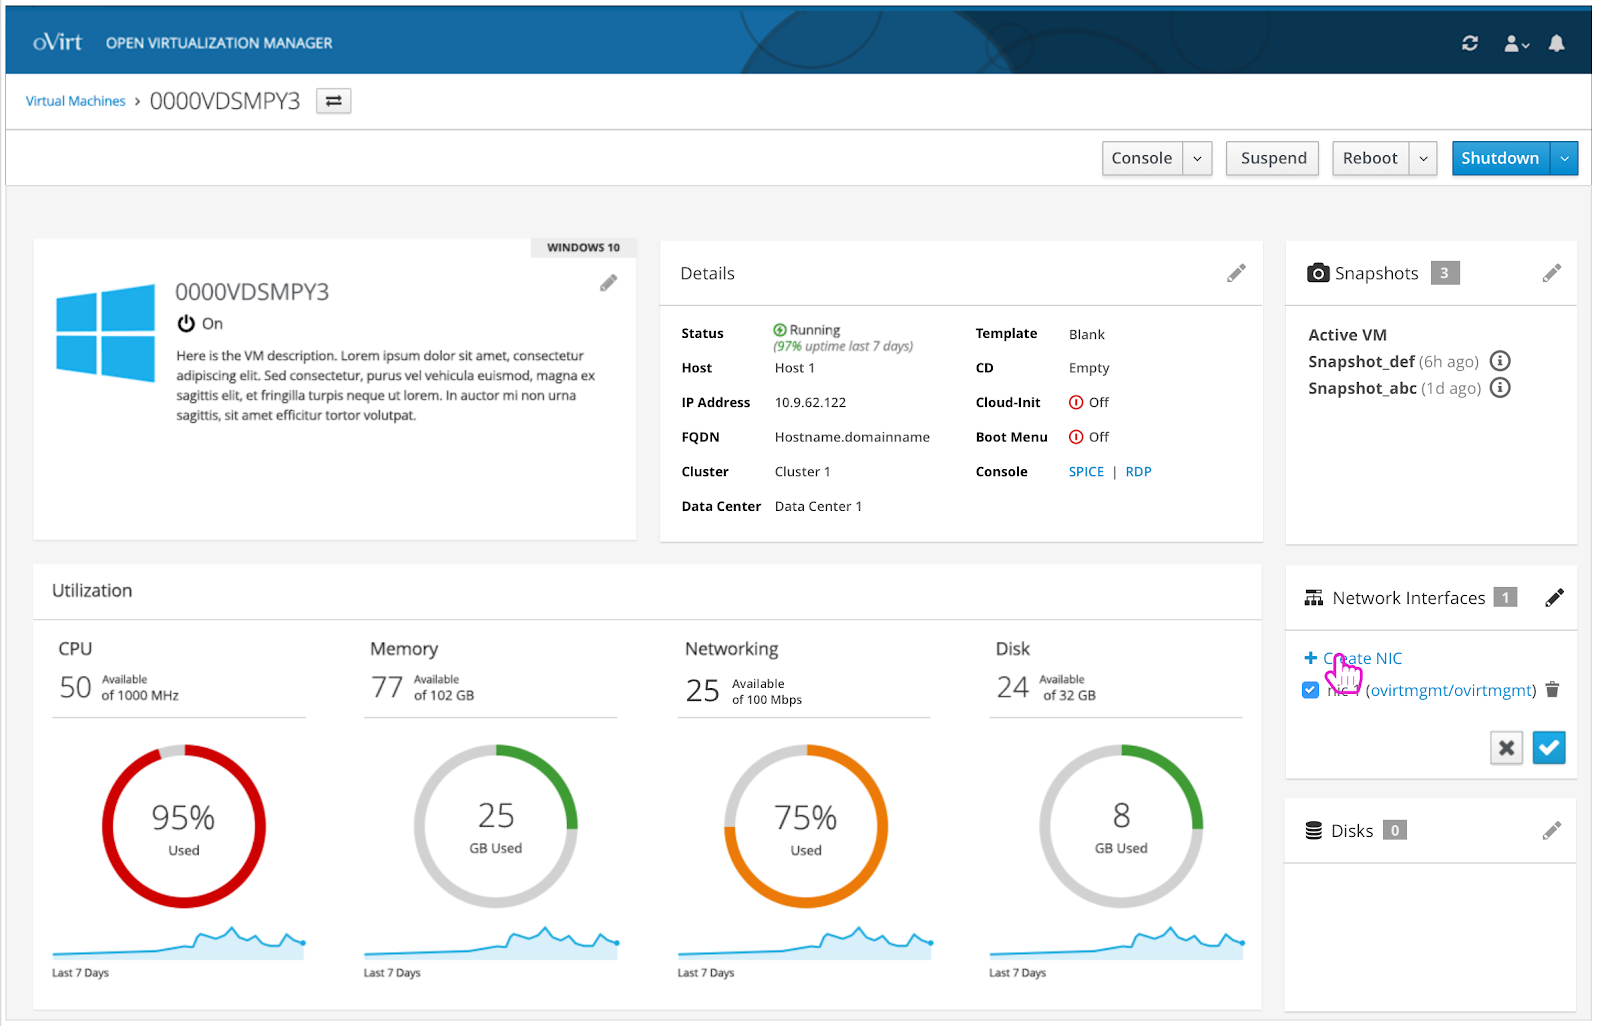 oVirt OPEN VIRTUALIZATION MANAGER
Virtual Machines › 0000VDSMPY3
Console Suspend Reboot Shutdown
WINDOWS 10
0000VDSMPY3
On
Here is the VM description. Lorem ipsum dolor sit amet, consectetur
adipiscing elit. Sed consectetur, purus vel vehicula euismod, magna ex
sagittis elit, et fringilla turpis neque ut lorem. In auctor mi non urna
sagittis, sit amet efficitur tortor volutpat.
Details
Status Running
(97% uptime last 7 days)
Host Host 1
IP Address 10.9.62.122
FQDN Hostname.domainname
Cluster Cluster 1
Data Center Data Center 1
Template Blank
CD Empty
Cloud-Init Off
Boot Menu Off
Console SPICE | RDP
Snapshots 3
Active VM
Snapshot_def (6h ago)
Snapshot_abc (1d ago)
Utilization
CPU
50 Available
of 1000 MHz
95%
Used
Last 7 Days
Memory
77 Available
of 102 GB
25
GB Used
Last 7 Days
Networking
25 Available
of 100 Mbps
75%
Used
Last 7 Days
Disk
24 Available
of 32 GB
8
GB Used
Last 7 Days
Network Interfaces 1
+ Create NIC
nic 1 (ovirtmgmt/ovirtmgmt)
Disks 0